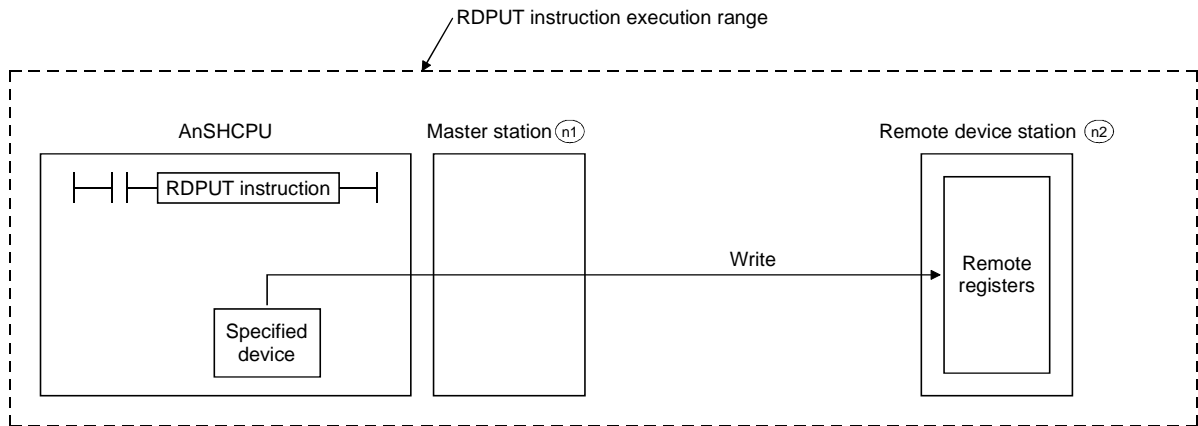 RDPUT instruction execution range
AnSHCPU
Master station n1
Remote device station n2
RDPUT instruction
Write
Remote
registers
Specified
device